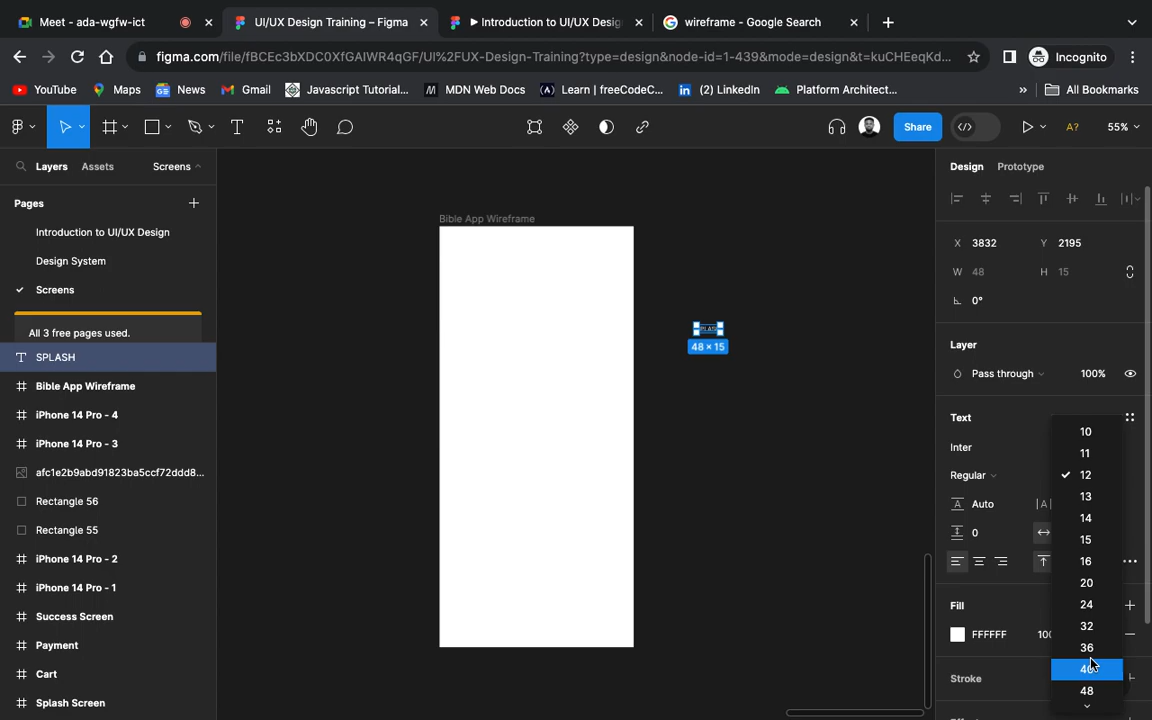 Meet - ada-wgfw-ict
UI/UX Design Training – Figma
Introduction to UI/UX Desig
wireframe - Google Search
figma.com/file/fBCEc3bXDC0XfGAIWR4qGF/UI%2FUX-Design-Training?type=design&node-id=1-439&mode=design&t=kuCHEeqKd...
Incognito
YouTube
Maps
News
Gmail
Javascript Tutorial...
MDN Web Docs
Learn | freeCodeC...
(2) LinkedIn
Platform Architect...
»
All Bookmarks
Share
A?
55%
Layers
Assets
Screens
Design
Prototype
Pages
Introduction to UI/UX Design
Design System
Screens
All 3 free pages used.
SPLASH
Bible App Wireframe
iPhone 14 Pro - 4
iPhone 14 Pro - 3
afc1e2b9abd91823ba5ccf72ddd8...
Rectangle 56
Rectangle 55
iPhone 14 Pro - 2
iPhone 14 Pro - 1
Success Screen
Payment
Cart
Splash Screen
Bible App Wireframe
SPLASH
48 × 15
X 3832 Y 2195
W 48 H 15
0°
Layer
Pass through 100%
Text
Inter
Regular
Auto
|A|
0
Fill
FFFFFF 100
Stroke
10
11
12
13
14
15
16
20
24
32
36
40
48